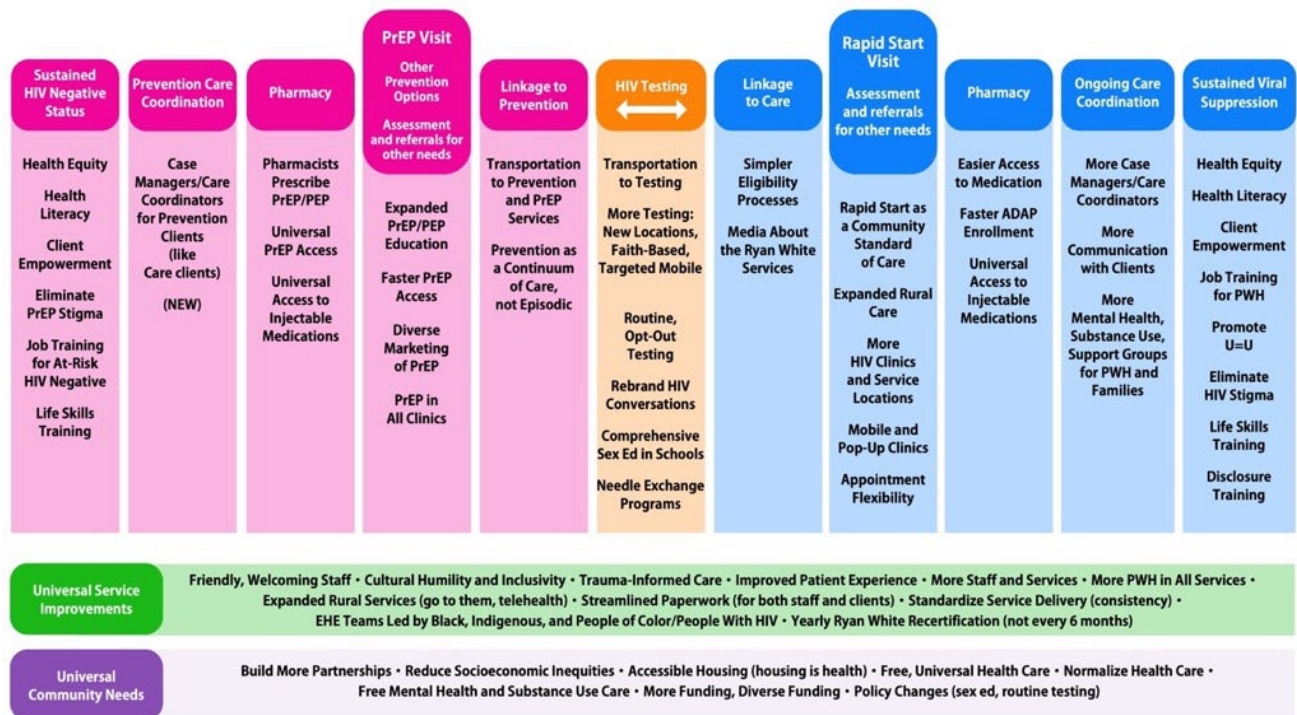 Sustained
HIV Negative
Status
Health Equity
Health
Literacy
Client
Empowerment
Eliminate
PrEP Stigma
Job Training
for At-Risk
HIV Negative
Life Skills
Training
Prevention Care
Coordination
Case
Managers/Care
Coordinators
for Prevention
Clients
(like
Care clients)
(NEW)
Pharmacy
Pharmacists
Prescribe
PrEP/PEP
Universal
PrEP Access
Universal
Access to
Injectable
Medications
PrEP Visit
Other
Prevention
Options
Assessment
and referrals for
other needs
Expanded
PrEP/PEP
Education
Faster PrEP
Access
Diverse
Marketing
of PrEP
PrEP in
All Clinics
Linkage to
Prevention
Transportation
to Prevention
and PrEP
Services
Prevention as
a Continuum
of Care,
not Episodic
HIV Testing
Transportation
to Testing
More Testing:
New Locations,
Faith-Based,
Targeted Mobile
Routine,
Opt-Out
Testing
Rebrand HIV
Conversations
Comprehensive
Sex Ed in Schools
Needle Exchange
Programs
Linkage
to Care
Simpler
Eligibility
Processes
Media About
the Ryan White
Services
Rapid Start
Visit
Assessment
and referrals
for other needs
Rapid Start as
a Community
Standard
of Care
Expanded Rural
Care
More
HIV Clinics
and Service
Locations
Mobile and
Pop-Up Clinics
Appointment
Flexibility
Pharmacy
Easier Access
to Medication
Faster ADAP
Enrollment
Universal
Access to
Injectable
Medications
Ongoing Care
Coordination
More Case
Managers/Care
Coordinators
More
Communication
with Clients
More
Mental Health,
Substance Use,
Support Groups
for PWH and
Families
Sustained Viral
Suppression
Health Equity
Health Literacy
Client
Empowerment
Job Training
for PWH
Promote
U=U
Eliminate
HIV Stigma
Life Skills
Training
Disclosure
Training
Universal Service
Improvements
Friendly, Welcoming Staff • Cultural Humility and Inclusivity • Trauma-Informed Care • Improved Patient Experience • More Staff and Services • More PWH in All Services •
Expanded Rural Services (go to them, telehealth) • Streamlined Paperwork (for both staff and clients) • Standardize Service Delivery (consistency) •
EHE Teams Led by Black, Indigenous, and People of Color/People With HIV • Yearly Ryan White Recertification (not every 6 months)
Universal
Community Needs
Build More Partnerships • Reduce Socioeconomic Inequities • Accessible Housing (housing is health) • Free, Universal Health Care • Normalize Health Care •
Free Mental Health and Substance Use Care • More Funding, Diverse Funding • Policy Changes (sex ed, routine testing)